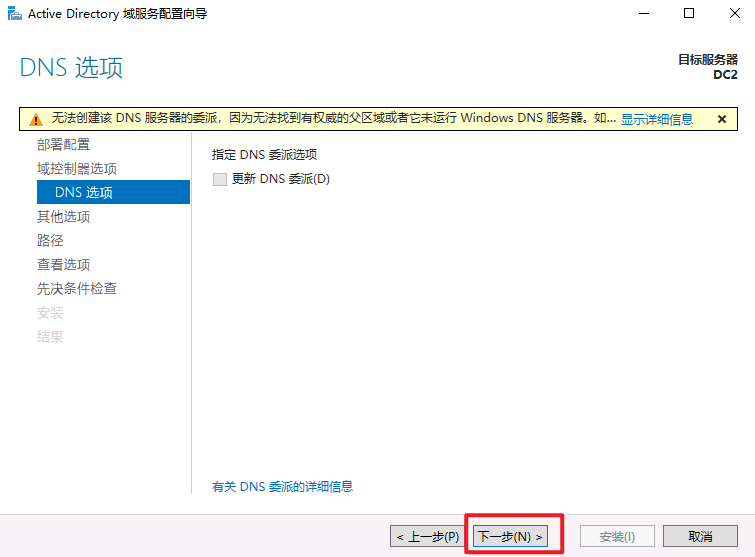 Active Directory 域服务配置向导
DNS 选项
目标服务器
DC2
无法创建该 DNS 服务器的委派，因为无法找到有权威的父区域或者它未运行 Windows DNS 服务器。如... 显示详细信息
部署配置
域控制器选项
DNS 选项
其他选项
路径
查看选项
先决条件检查
安装
结果
指定 DNS 委派选项
更新 DNS 委派(D)
有关 DNS 委派的详细信息
< 上一步(P) 下一步(N) > 安装(I) 取消